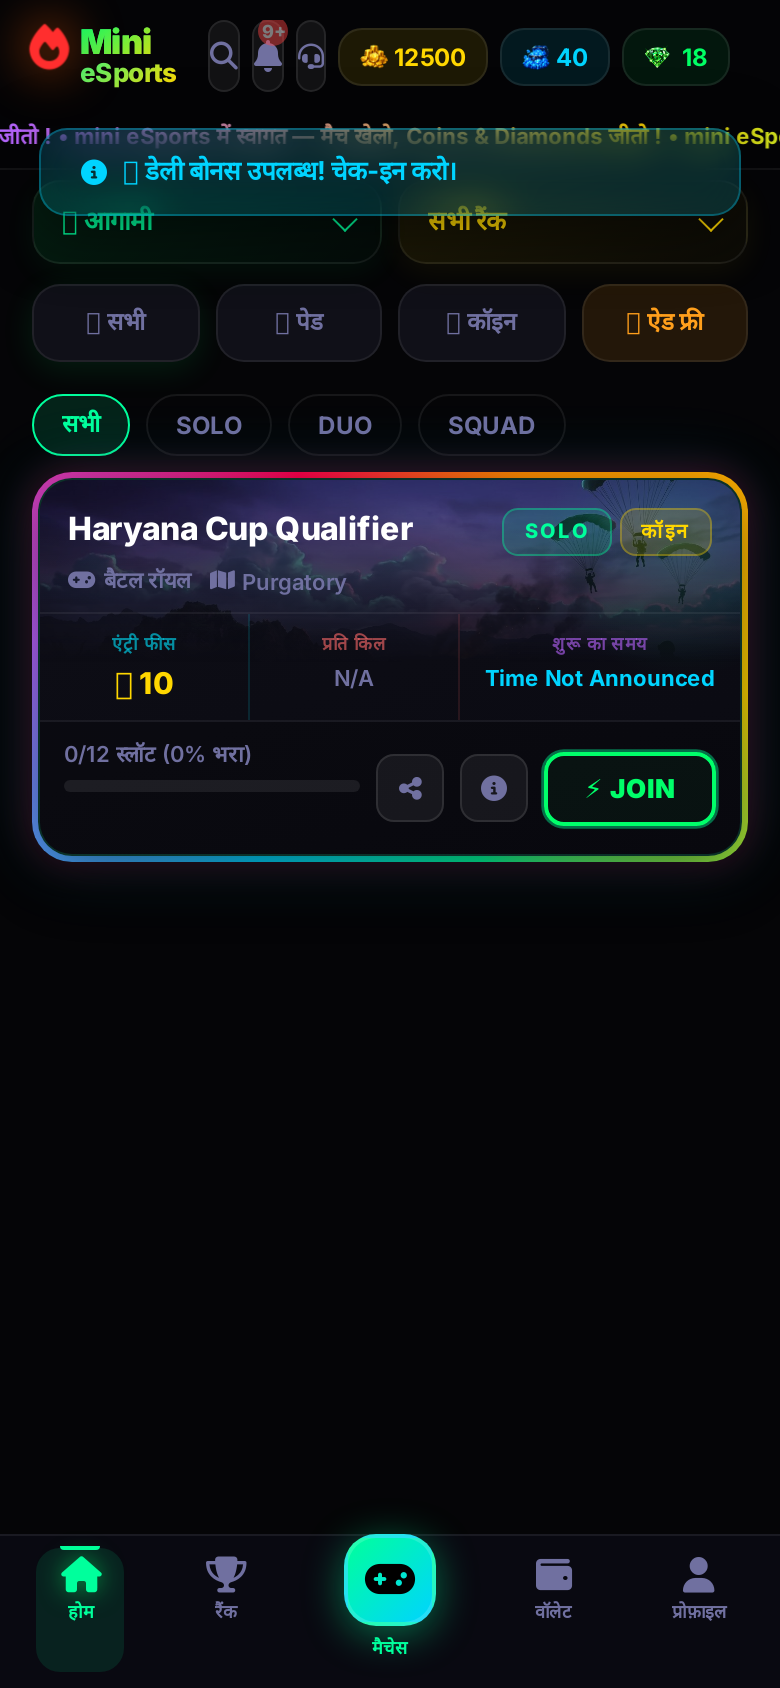 Mini
eSports
9+
12500
40
18
जीतो ! • mini eSports में स्वागत — मैच खेलो, Coins & Diamonds जीतो ! • mini eSpo
डेली बोनस उपलब्ध! चेक-इन करो।
आगामी
सभी रैंक
सभी
पेड
कॉइन
ऐड फ्री
सभी
SOLO
DUO
SQUAD
Haryana Cup Qualifier
SOLO
कॉइन
बैटल रॉयल
Purgatory
एंट्री फीस
प्रति किल
शुरू का समय
10
N/A
Time Not Announced
0/12 स्लॉट (0% भरा)
⚡ JOIN
होम
रैंक
मैचेस
वॉलेट
प्रोफ़ाइल